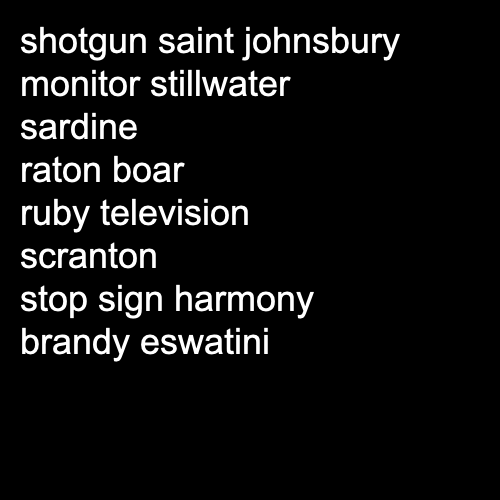 shotgun saint johnsbury
monitor stillwater
sardine
raton boar
ruby television
scranton
stop sign harmony
brandy eswatini